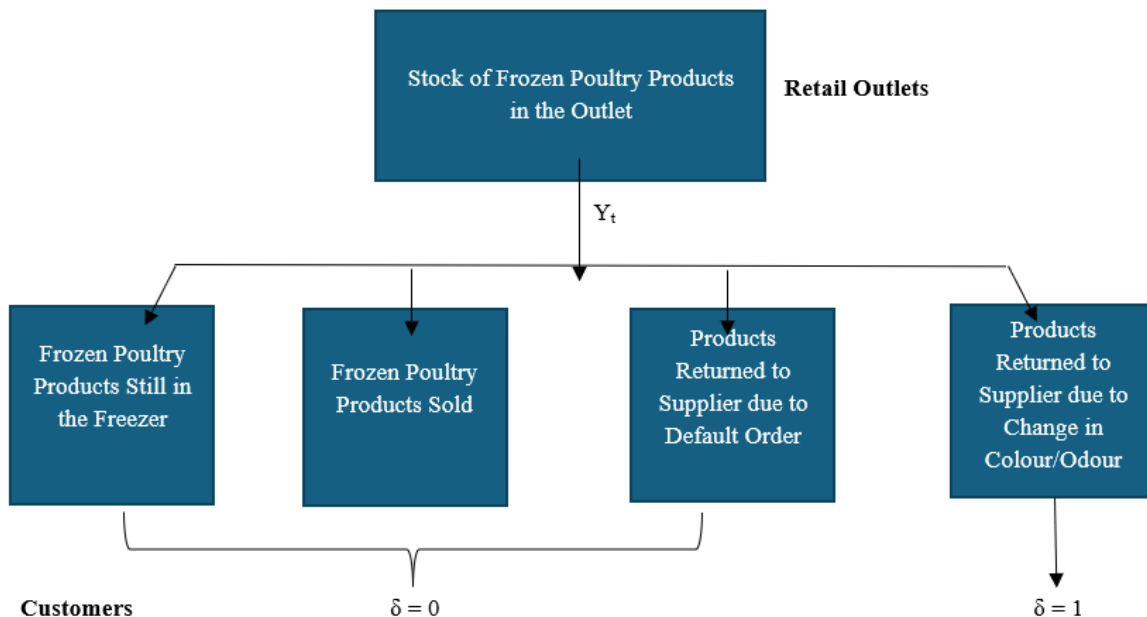 Stock of Frozen Poultry Products
in the Outlet
Retail Outlets
Yₜ
Frozen Poultry
Products Still in
the Freezer
Frozen Poultry
Products Sold
Products
Returned to
Supplier due to
Default Order
Products
Returned to
Supplier due to
Change in
Colour/Odour
Customers
δ = 0
δ = 1